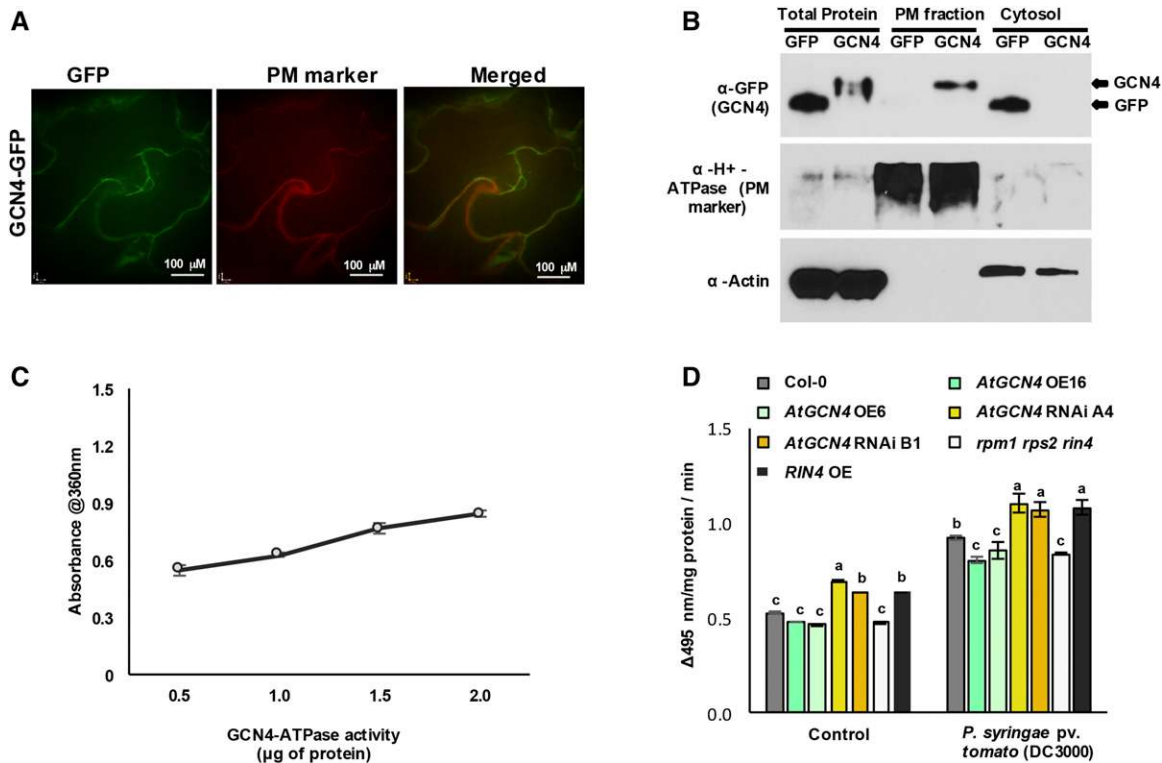 A
GFP
PM marker
Merged
GCN4-GFP
100 µM
100 µM
100 µM
B
Total Protein
PM fraction
Cytosol
GFP GCN4 GFP GCN4 GFP GCN4
α-GFP
(GCN4)
GCN4
GFP
α -H+ -
ATPase (PM
marker)
α -Actin
C
1.5
1.2
0.9
0.6
0.3
0
Absorbance @360nm
0.5 1.0 1.5 2.0
GCN4-ATPase activity
(µg of protein)
D
Col-0
AtGCN4 OE16
AtGCN4 OE6
AtGCN4 RNAi A4
AtGCN4 RNAi B1
rpm1 rps2 rin4
RIN4 OE
1.5
1.0
0.5
0.0
Δ495 nm/mg protein / min
c c c a b c b
b c c a a c a
Control
P. syringae pv.
tomato (DC3000)